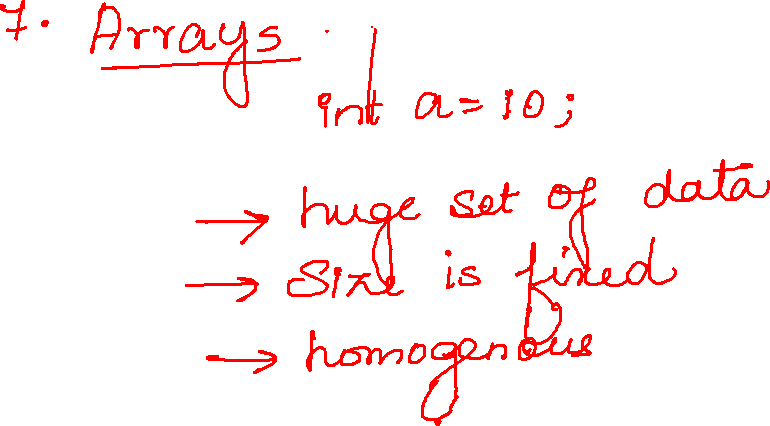 7. Arrays
int a=10;
→ huge set of data
→ Size is fixed
→ homogenous